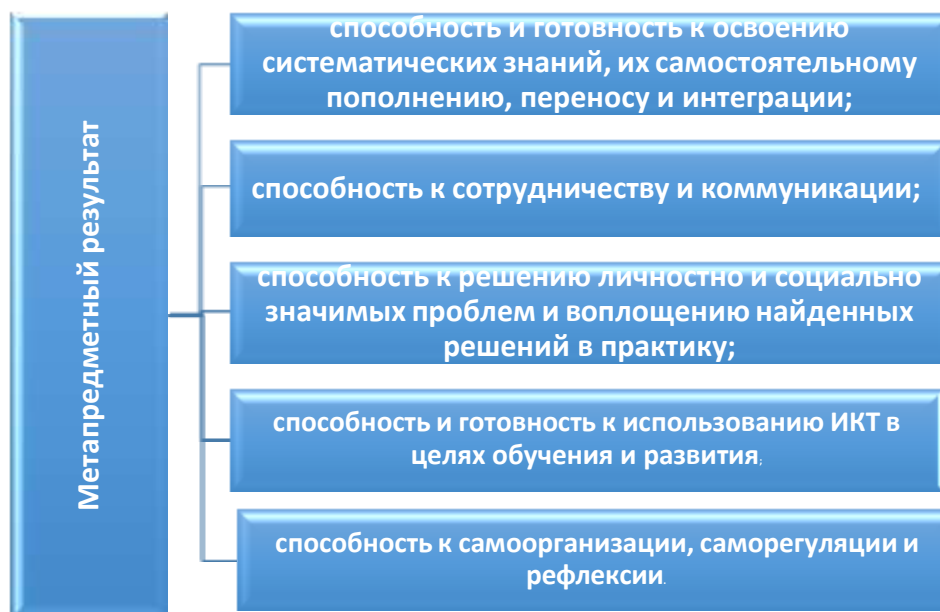 Метапредметный результат
способность и готовность к освоению
систематических знаний, их самостоятельному
пополнению, переносу и интеграции;
способность к сотрудничеству и коммуникации;
способность к решению личностно и социально
значимых проблем и воплощению найденных
решений в практику;
способность и готовность к использованию ИКТ в
целях обучения и развития;
способность к самоорганизации, саморегуляции и
рефлексии.